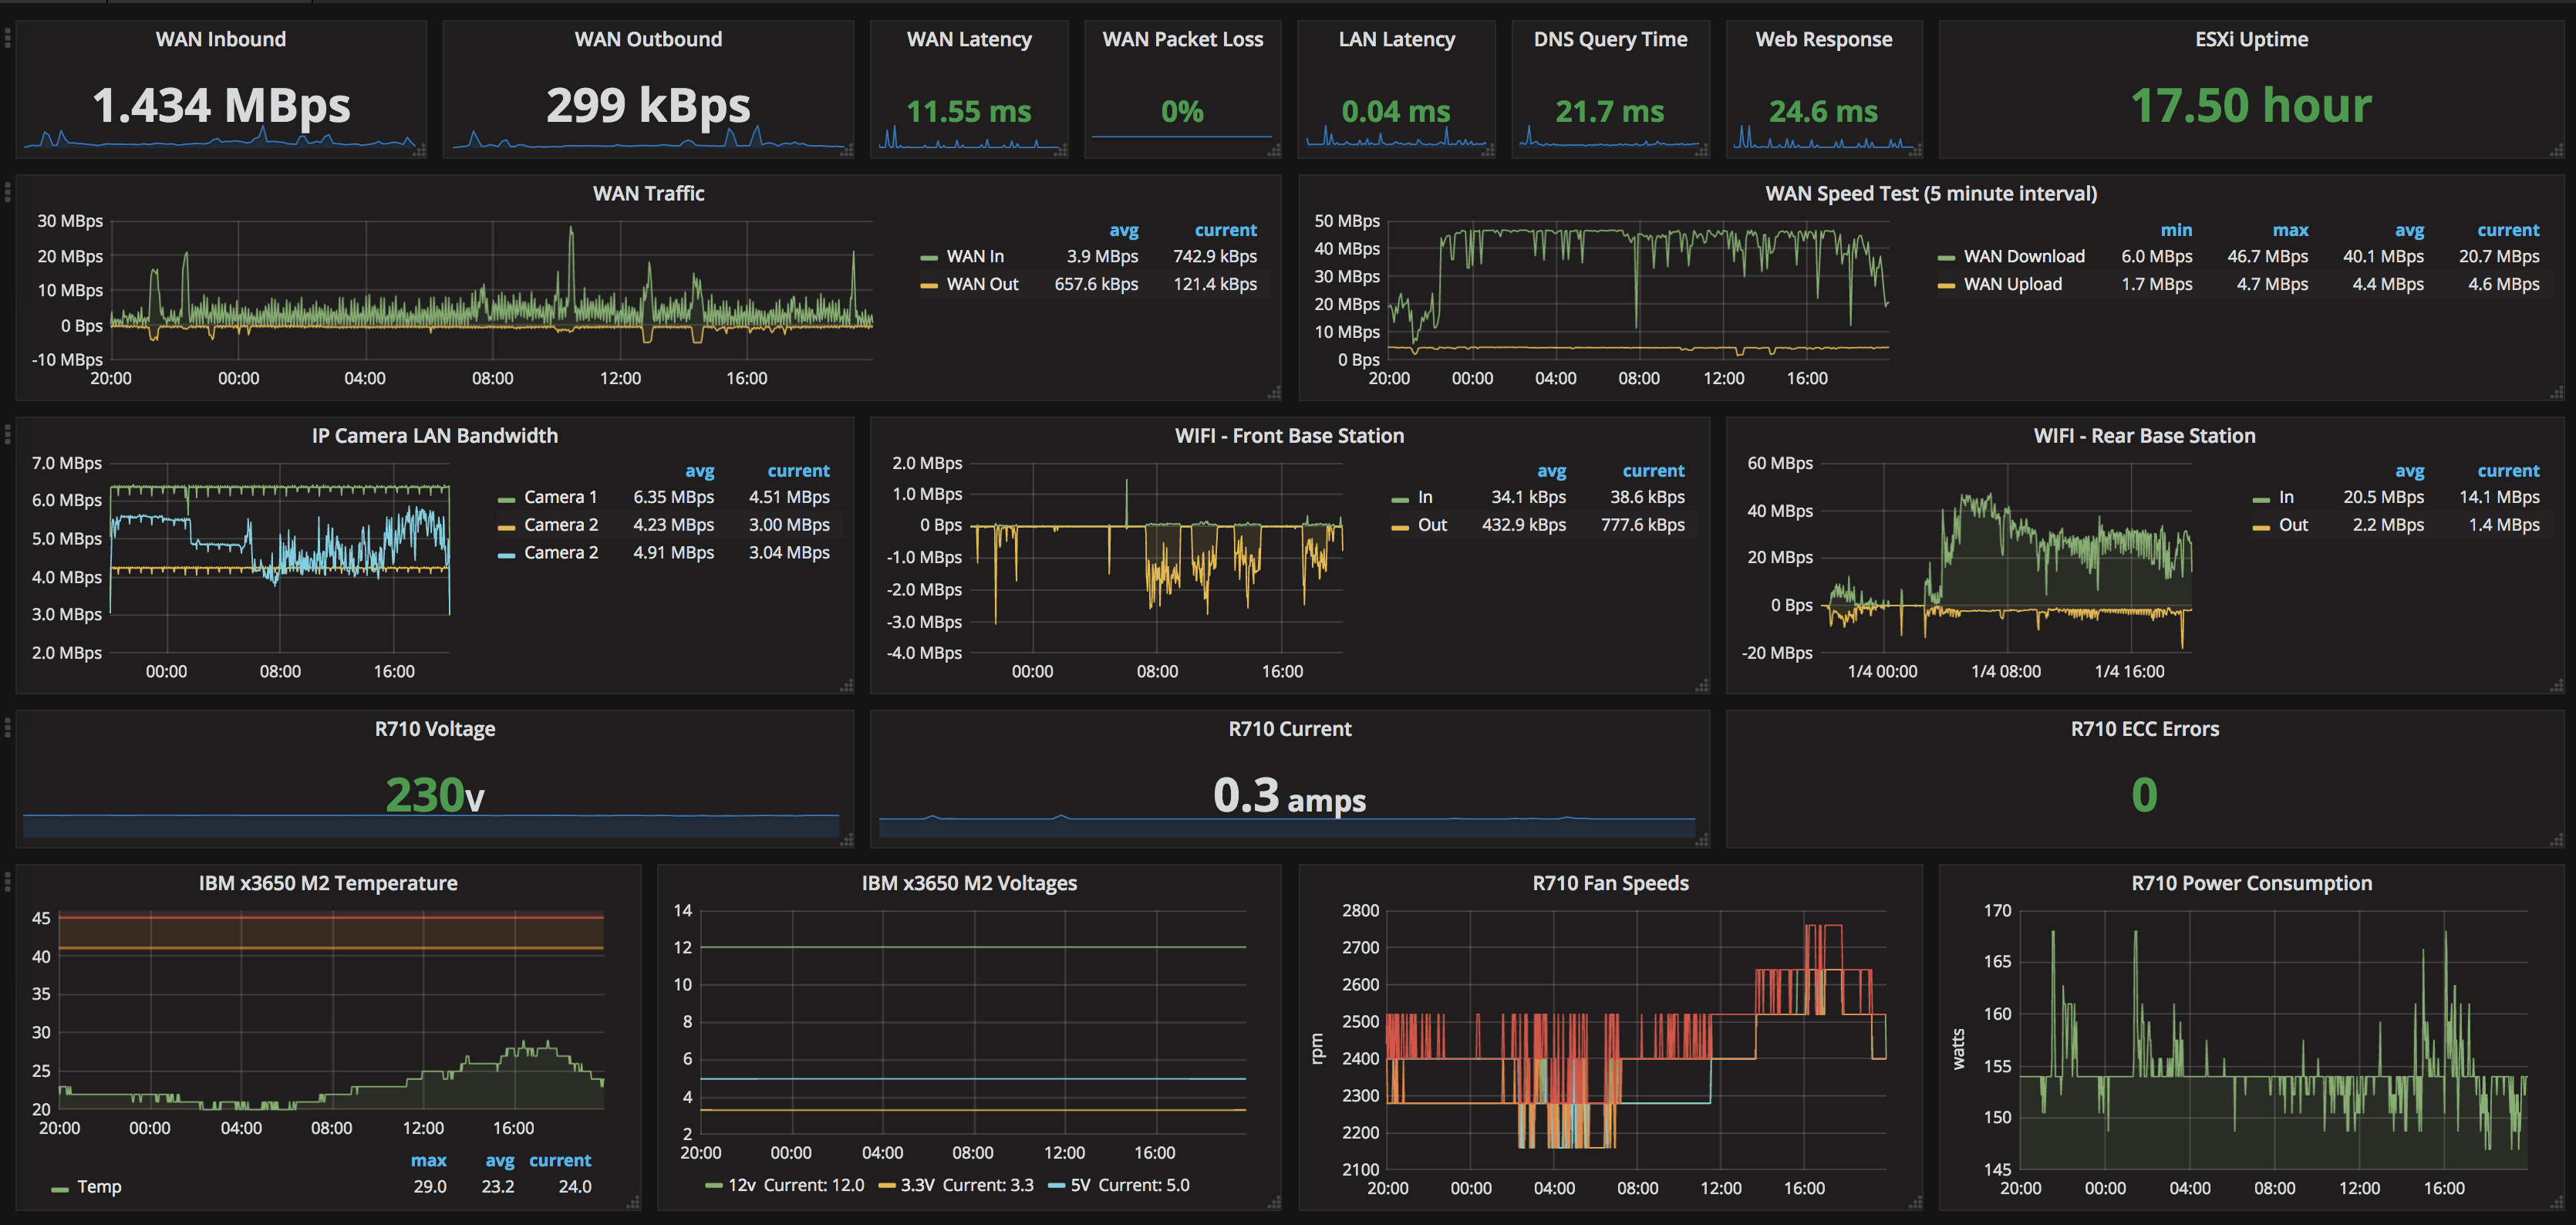 WAN Inbound
1.434 MBps
WAN Outbound
299 kBps
WAN Latency
11.55 ms
WAN Packet Loss
0%
LAN Latency
0.04 ms
DNS Query Time
21.7 ms
Web Response
24.6 ms
ESXi Uptime
17.50 hour
WAN Traffic
30 MBps
20 MBps
10 MBps
0 Bps
-10 MBps
20:00 00:00 04:00 08:00 12:00 16:00
avg current
WAN In 3.9 MBps 742.9 kBps
WAN Out 657.6 kBps 121.4 kBps
WAN Speed Test (5 minute interval)
50 MBps
40 MBps
30 MBps
20 MBps
10 MBps
0 Bps
20:00 00:00 04:00 08:00 12:00 16:00
min max avg current
WAN Download 6.0 MBps 46.7 MBps 40.1 MBps 20.7 MBps
WAN Upload 1.7 MBps 4.7 MBps 4.4 MBps 4.6 MBps
IP Camera LAN Bandwidth
7.0 MBps
6.0 MBps
5.0 MBps
4.0 MBps
3.0 MBps
2.0 MBps
00:00 08:00 16:00
avg current
Camera 1 6.35 MBps 4.51 MBps
Camera 2 4.23 MBps 3.00 MBps
Camera 2 4.91 MBps 3.04 MBps
WIFI - Front Base Station
2.0 MBps
1.0 MBps
0 Bps
-1.0 MBps
-2.0 MBps
-3.0 MBps
-4.0 MBps
00:00 08:00 16:00
avg current
In 34.1 kBps 38.6 kBps
Out 432.9 kBps 777.6 kBps
WIFI - Rear Base Station
60 MBps
40 MBps
20 MBps
0 Bps
-20 MBps
1/4 00:00 1/4 08:00 1/4 16:00
avg current
In 20.5 MBps 14.1 MBps
Out 2.2 MBps 1.4 MBps
R710 Voltage
230v
R710 Current
0.3 amps
R710 ECC Errors
0
IBM x3650 M2 Temperature
45
40
35
30
25
20
20:00 00:00 04:00 08:00 12:00 16:00
max avg current
Temp 29.0 23.2 24.0
IBM x3650 M2 Voltages
14
12
10
8
6
4
2
20:00 00:00 04:00 08:00 12:00 16:00
12v Current: 12.0 3.3V Current: 3.3 5V Current: 5.0
R710 Fan Speeds
rpm
2800
2700
2600
2500
2400
2300
2200
2100
20:00 00:00 04:00 08:00 12:00 16:00
R710 Power Consumption
watts
170
165
160
155
150
145
20:00 00:00 04:00 08:00 12:00 16:00